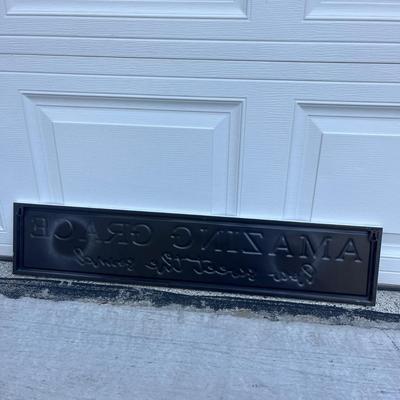 AMAZING GRACE
how sweet the sound